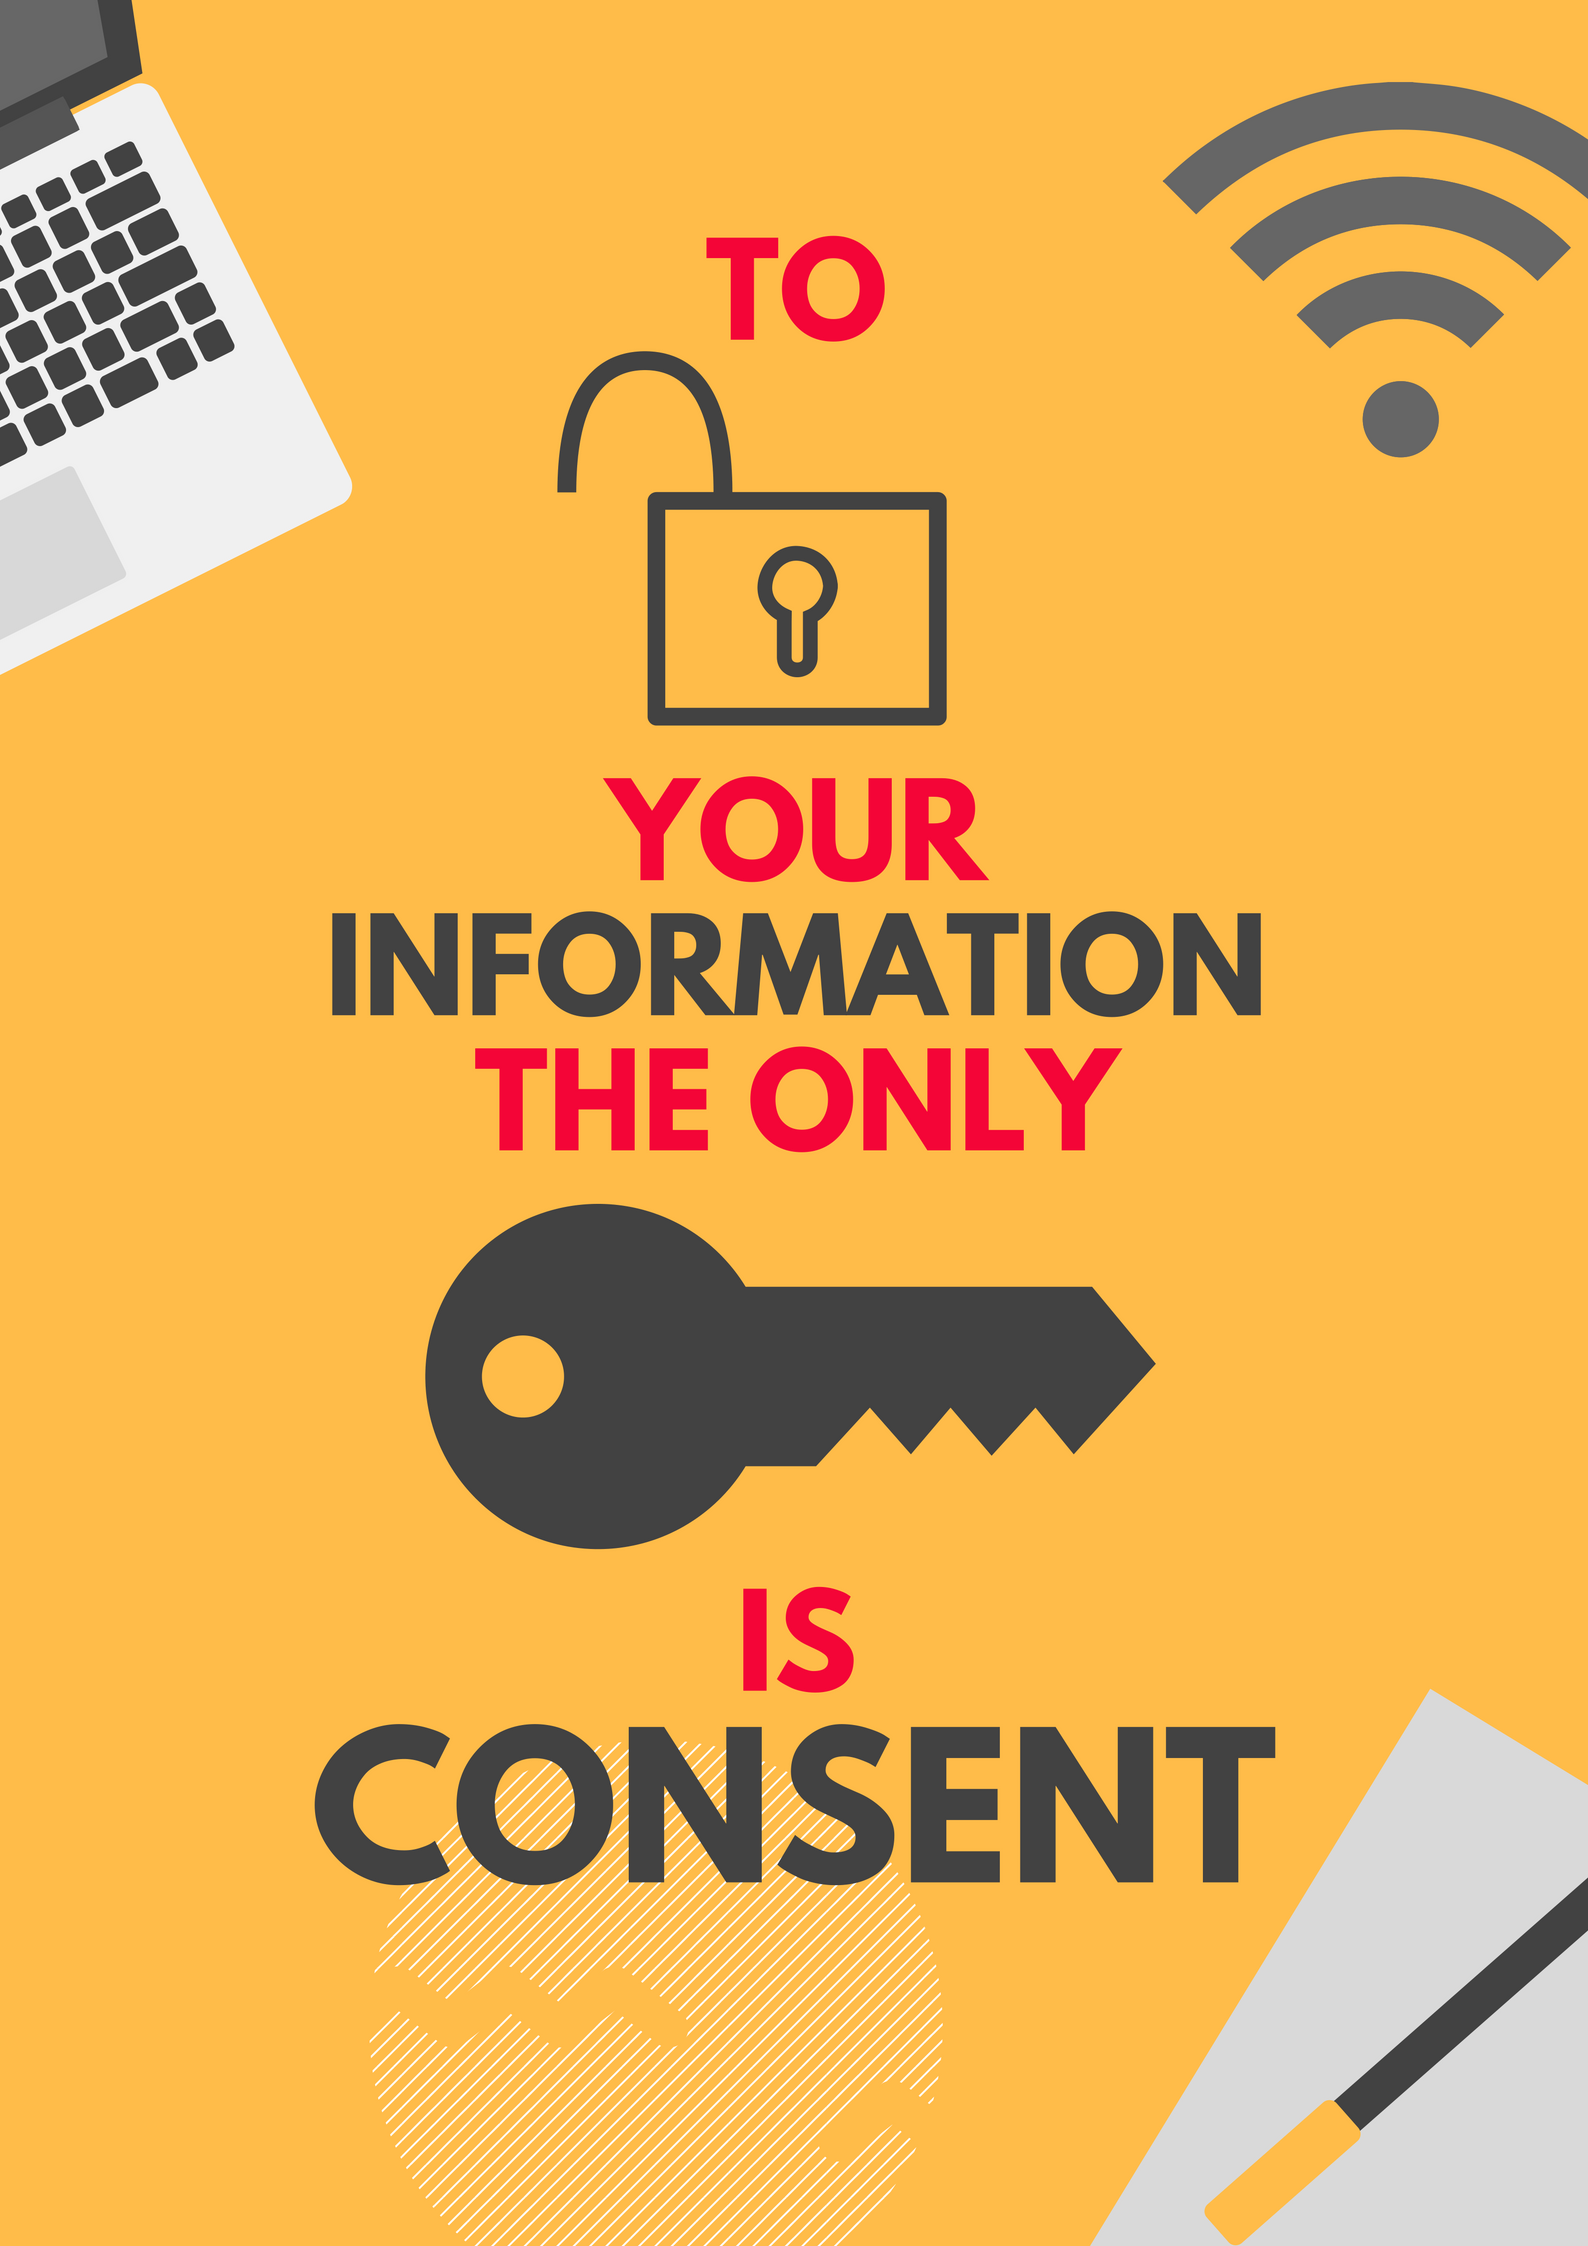 TO
YOUR
INFORMATION
THE ONLY
IS
CONSENT